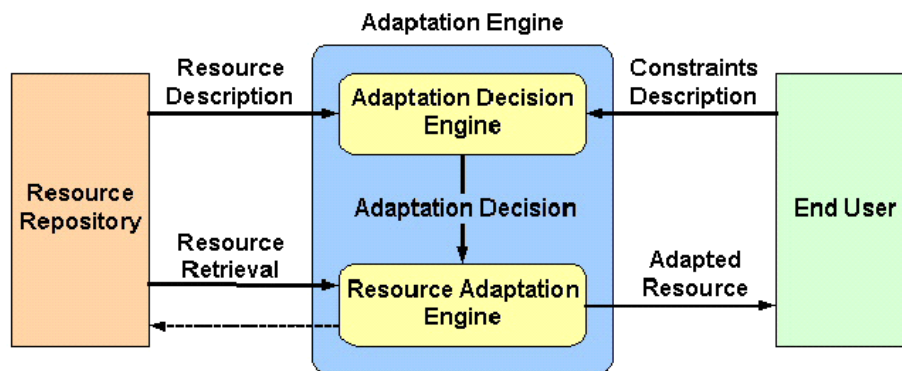 Adaptation Engine
Resource
Description
Constraints
Description
Adaptation Decision
Engine
Resource
Repository
Adaptation Decision
End User
Resource
Retrieval
Resource Adaptation
Engine
Adapted
Resource